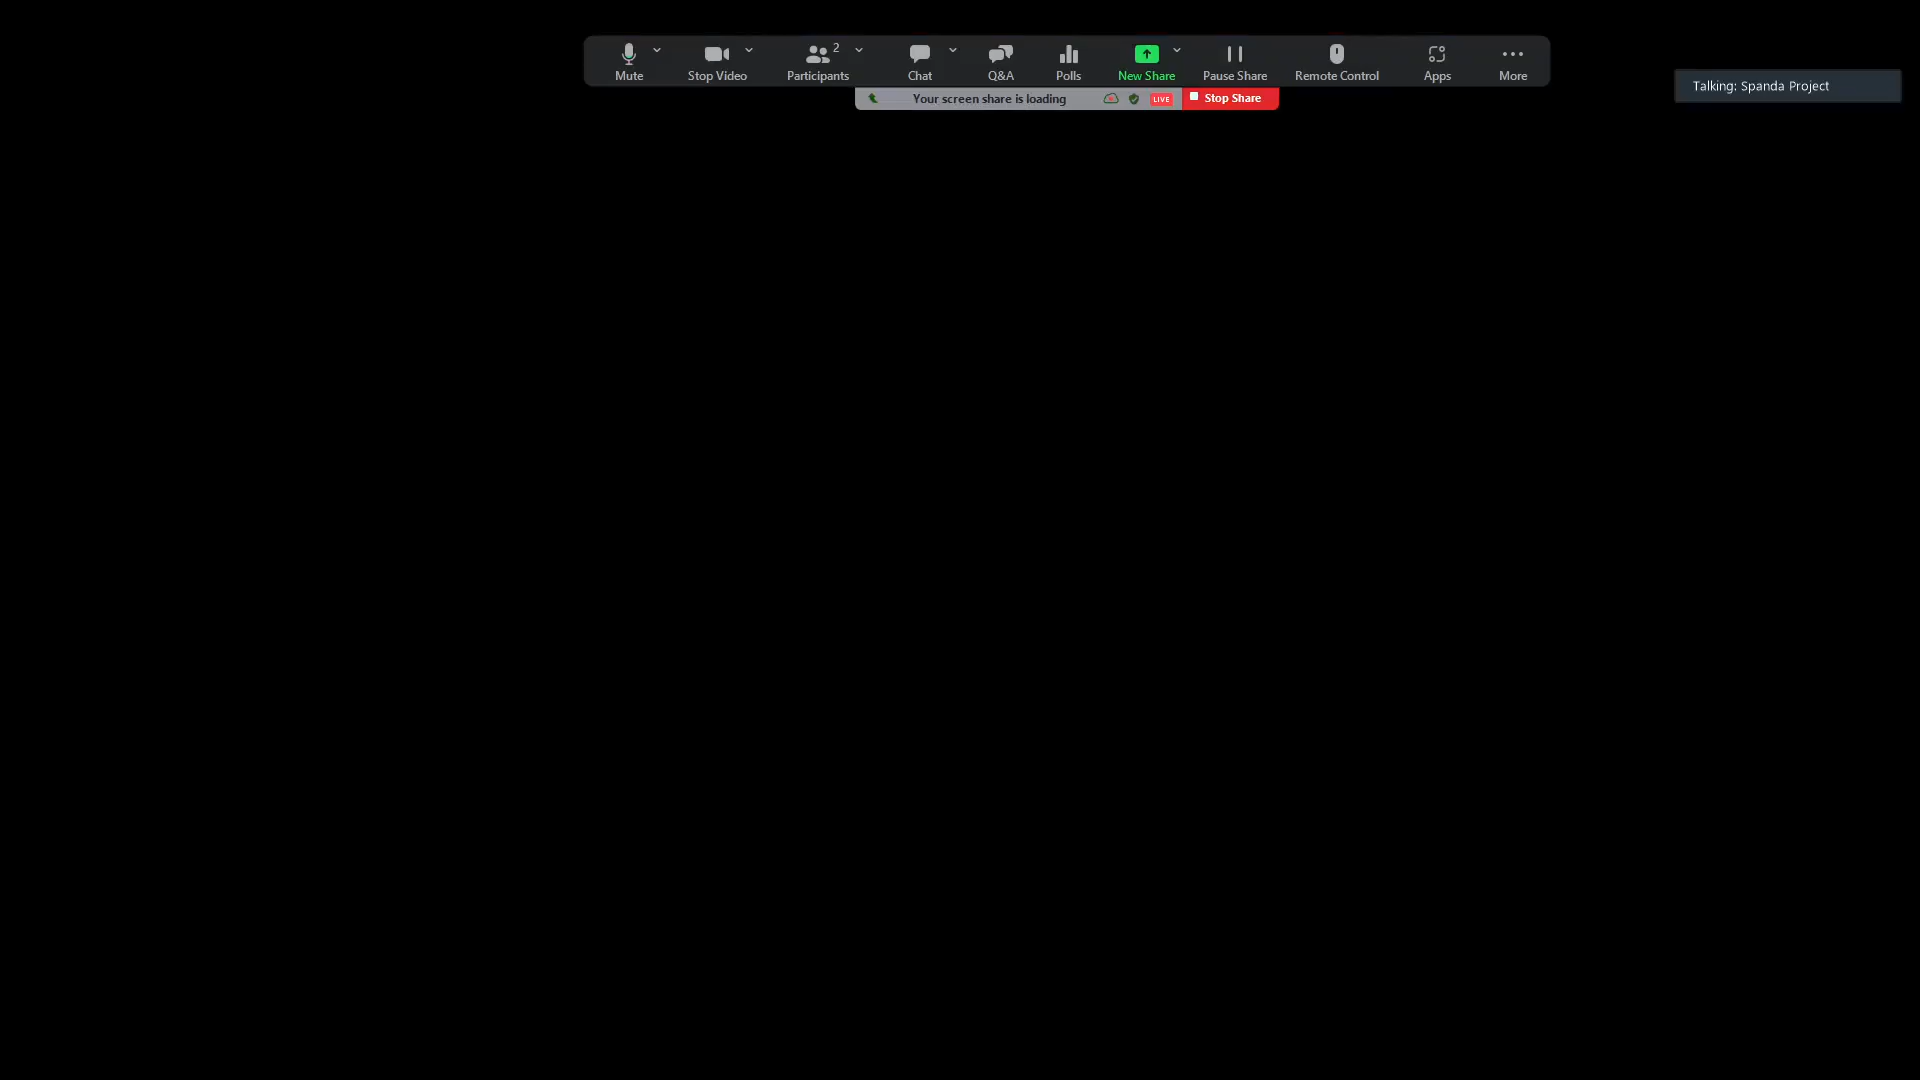 Mute
Stop Video
Participants 2
Chat
Q&A
Polls
New Share
Pause Share
Remote Control
Apps
More
Talking: Spanda Project
Your screen share is loading
LIVE
Stop Share